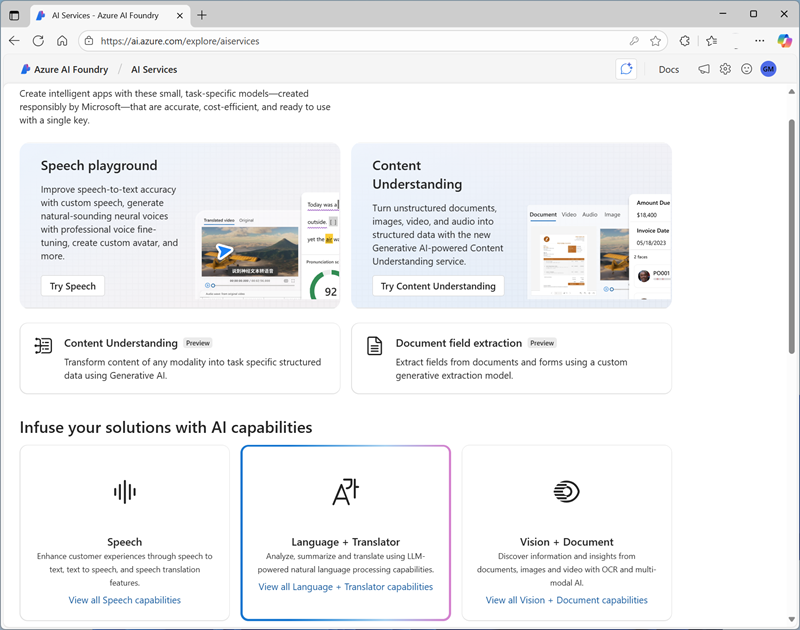 AI Services - Azure AI Foundry
https://ai.azure.com/explore/aiservices
Azure AI Foundry / AI Services
Docs
GM
Create intelligent apps with these small, task-specific models—created
responsibly by Microsoft—that are accurate, cost-efficient, and ready to use
with a single key.
Speech playground
Improve speech-to-text accuracy
with custom speech, generate
natural-sounding neural voices
with professional voice fine-
tuning, create custom avatar, and
more.
Try Speech
Translated video Original
Today was a
outside.
yet the
92
Content
Understanding
Turn unstructured documents,
images, video, and audio into
structured data with the new
Generative AI-powered Content
Understanding service.
Try Content Understanding
Document Video Audio Image
Amount Due
$18,400
Invoice Date
05/18/2023
2 Faces
PO001
Content Understanding Preview
Transform content of any modality into task specific structured
data using Generative AI.
Document field extraction Preview
Extract fields from documents and forms using a custom
generative extraction model.
Infuse your solutions with AI capabilities
Speech
Enhance customer experiences through speech to
text, text to speech, and speech translation
features.
View all Speech capabilities
Language + Translator
Analyze, summarize and translate using LLM-
powered natural language processing capabilities.
View all Language + Translator capabilities
Vision + Document
Discover information and insights from
documents, images and video with OCR and multi-
modal AI.
View all Vision + Document capabilities